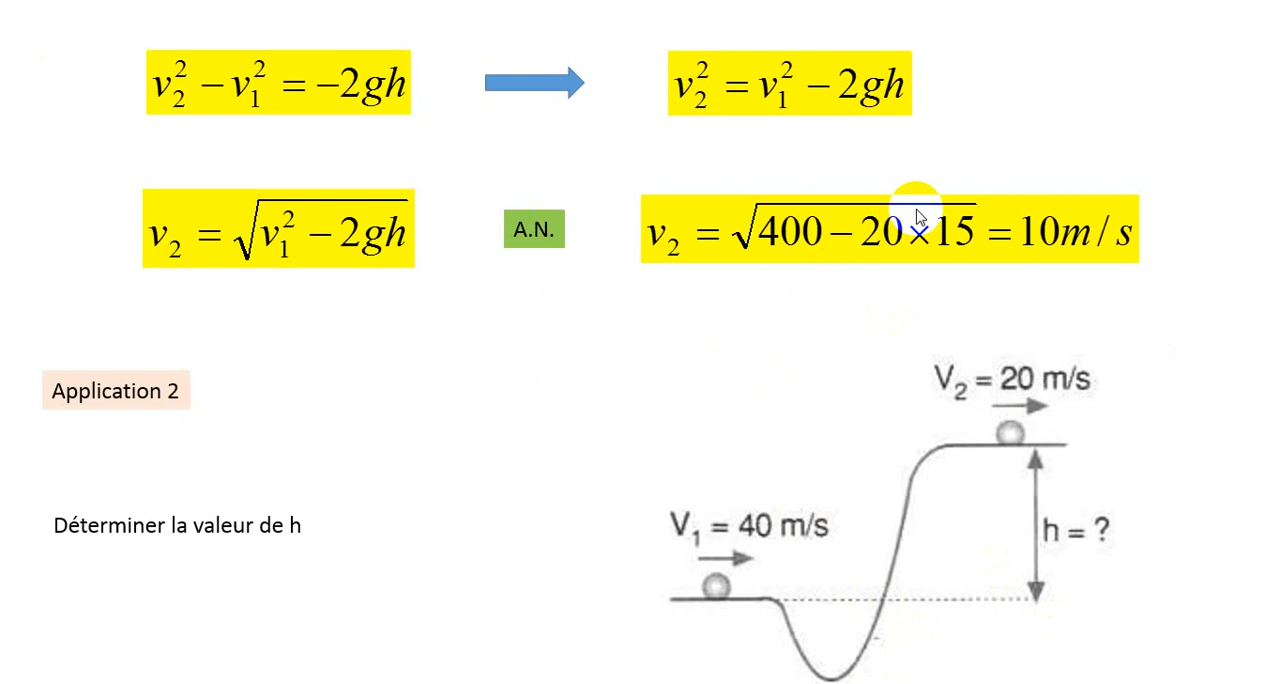 v₂² − v₁² = −2gh
v₂² = v₁² − 2gh
v₂ = √(v₁² − 2gh)
A.N.
v₂ = √(400 − 20×15) = 10m/s
Application 2
V₂ = 20 m/s
Déterminer la valeur de h
V₁ = 40 m/s
h = ?